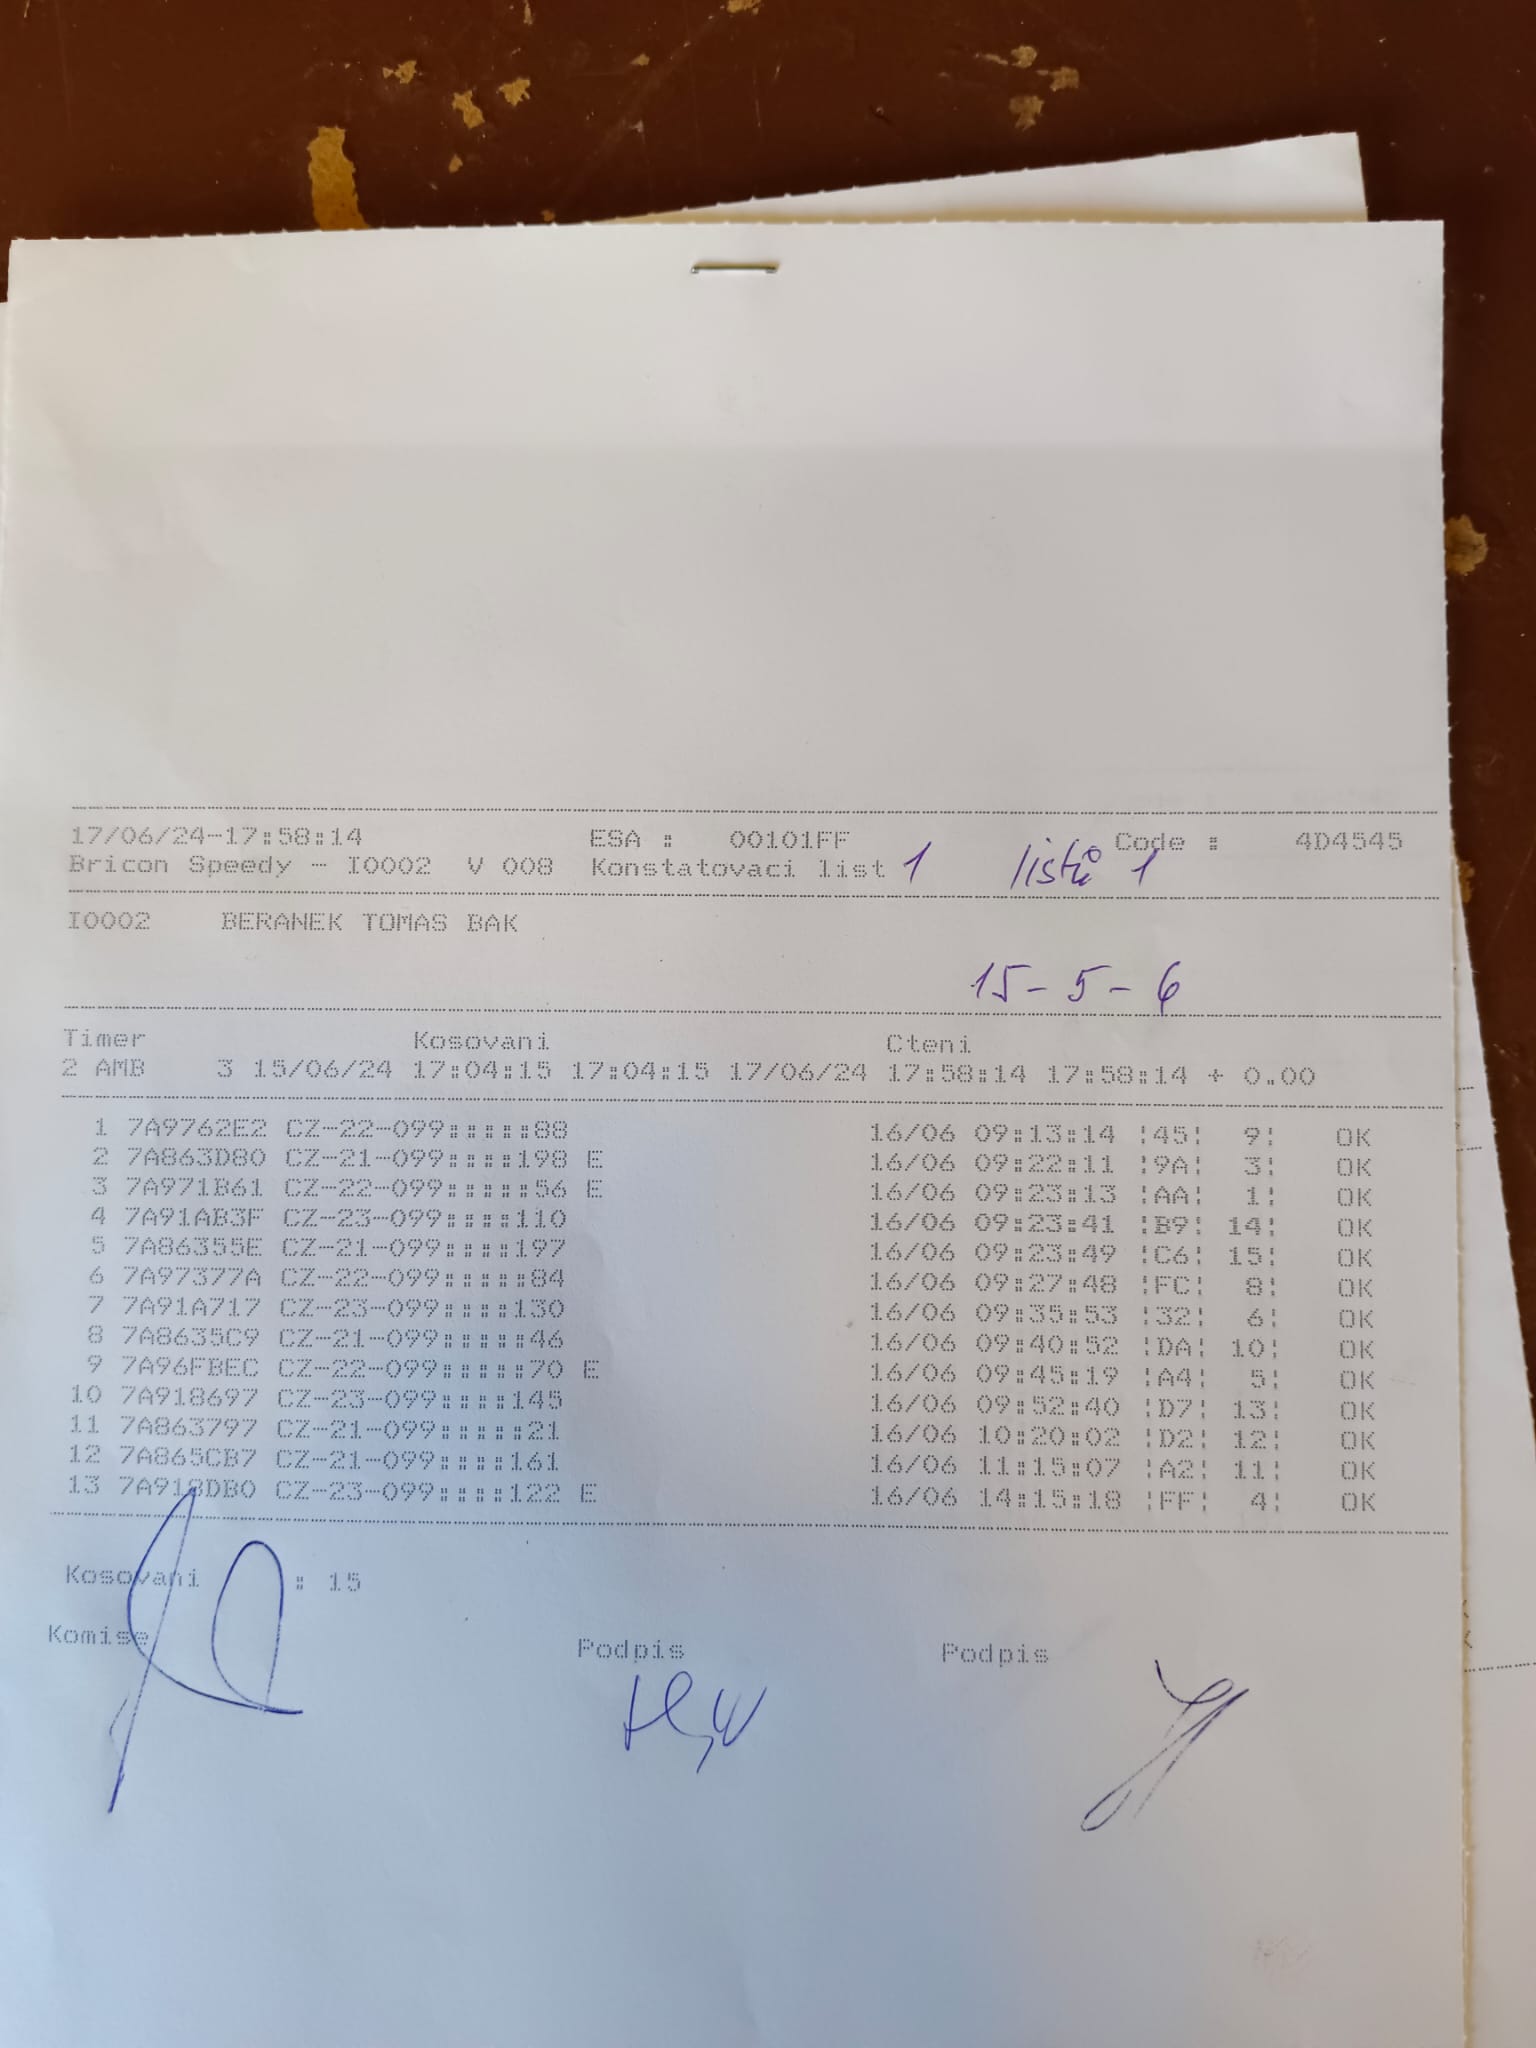 17/06/24-17:58:14 ESA : 00101FF Code : 4D4545
Bricon Speedy - I0002 V 008 Konstatovaci list 1 listů 1
I0002 BERANEK TOMAS BAK
15-5-6
Timer Kosovani Cteni
2 AMB 3 15/06/24 17:04:15 17:04:15 17/06/24 17:58:14 17:58:14 + 0.00
1 7A9762E2 CZ-22-099:::::88 16/06 09:13:14 ¦45¦ 9¦ OK
2 7A863D80 CZ-21-099::::198 E 16/06 09:22:11 ¦9A¦ 3¦ OK
3 7A971B61 CZ-22-099:::::56 E 16/06 09:23:13 ¦AA¦ 1¦ OK
4 7A91AB3F CZ-23-099::::110 16/06 09:23:41 ¦B9¦ 14¦ OK
5 7A86355E CZ-21-099::::197 16/06 09:23:49 ¦C6¦ 15¦ OK
6 7A97377A CZ-22-099:::::84 16/06 09:27:48 ¦FC¦ 8¦ OK
7 7A91A717 CZ-23-099::::130 16/06 09:35:53 ¦32¦ 6¦ OK
8 7A8635C9 CZ-21-099:::::46 16/06 09:40:52 ¦DA¦ 10¦ OK
9 7A96FBEC CZ-22-099:::::70 E 16/06 09:45:19 ¦A4¦ 5¦ OK
10 7A918697 CZ-23-099::::145 16/06 09:52:40 ¦D7¦ 13¦ OK
11 7A863797 CZ-21-099:::::21 16/06 10:20:02 ¦D2¦ 12¦ OK
12 7A865CB7 CZ-21-099::::161 16/06 11:15:07 ¦A2¦ 11¦ OK
13 7A918DB0 CZ-23-099::::122 E 16/06 14:15:18 ¦FF¦ 4¦ OK
Kosovani : 15
Komise Podpis Podpis